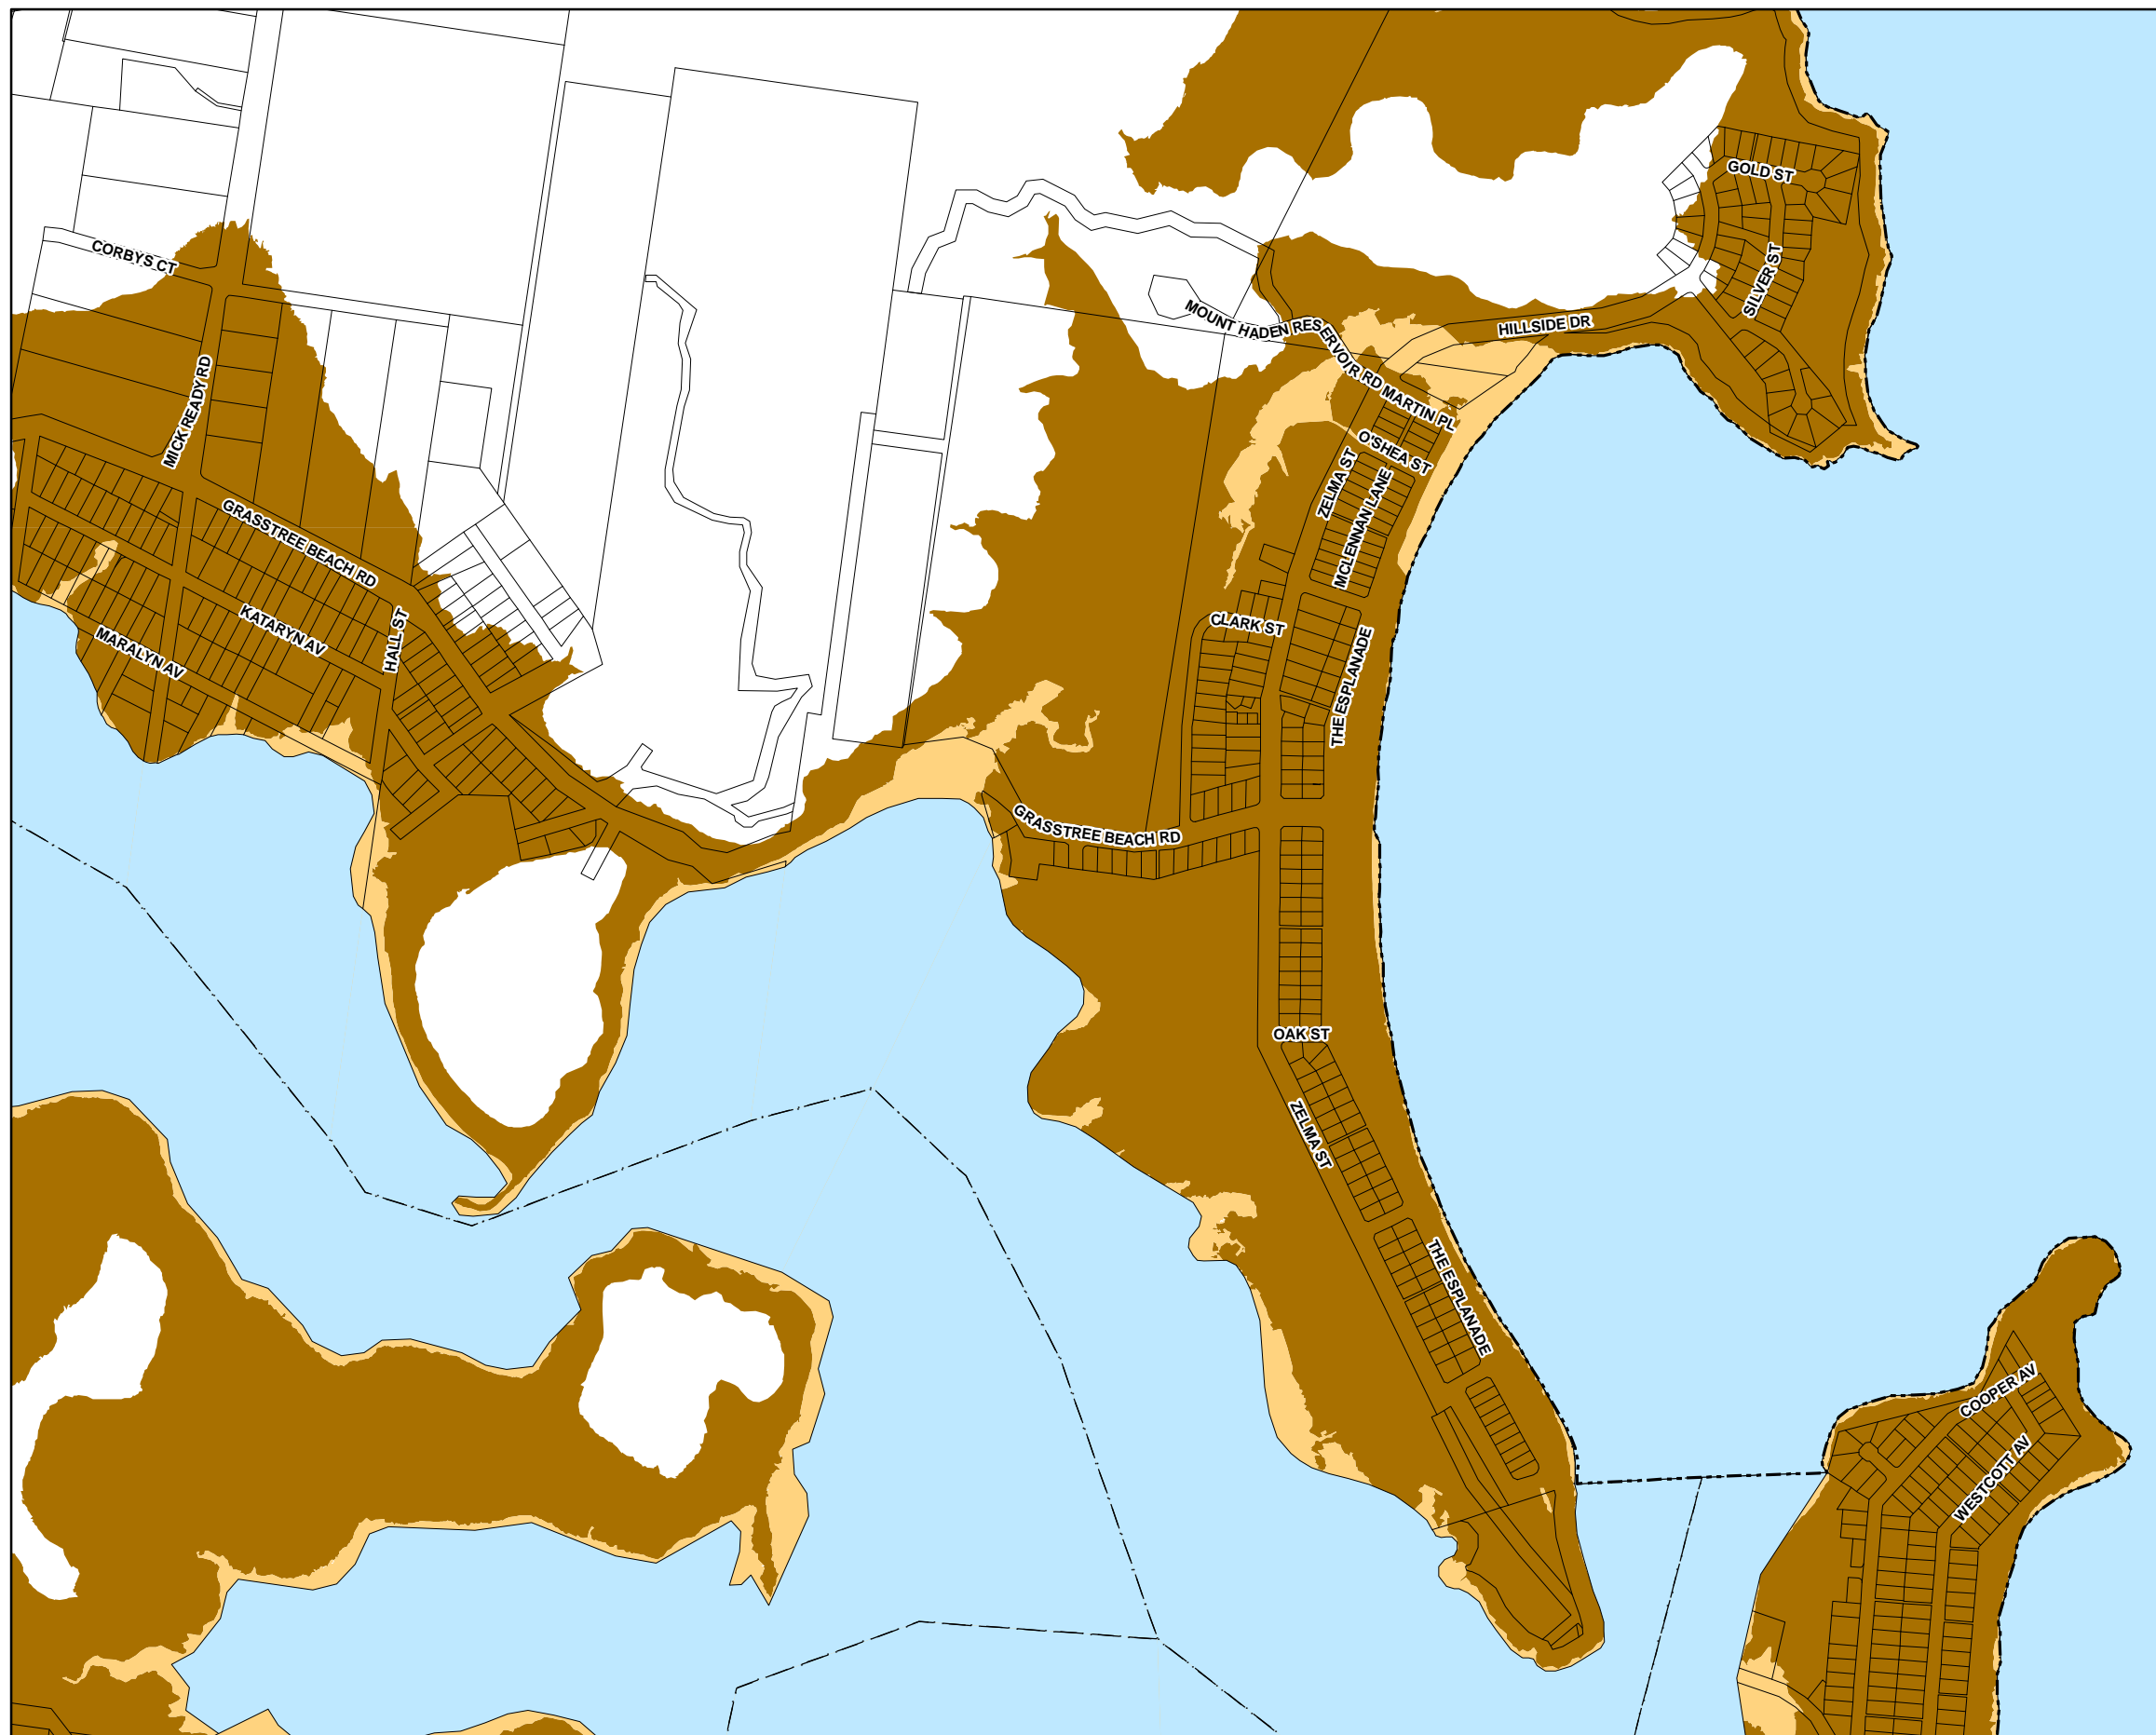 GOLD ST
CORBYS CT
SILVER ST
MOUNT HADEN RESERVOIR RD
HILLSIDE DR
MICK READY RD
MARTIN PL
O'SHEA ST
ZELMA ST
MCLENNAN LANE
GRASSTREE BEACH RD
KATARYN AV
HALL ST
CLARK ST
MARALYN AV
THE ESPLANADE
GRASSTREE BEACH RD
OAK ST
ZELMA ST
THE ESPLANADE
COOPER AV
WESTCOTT AV